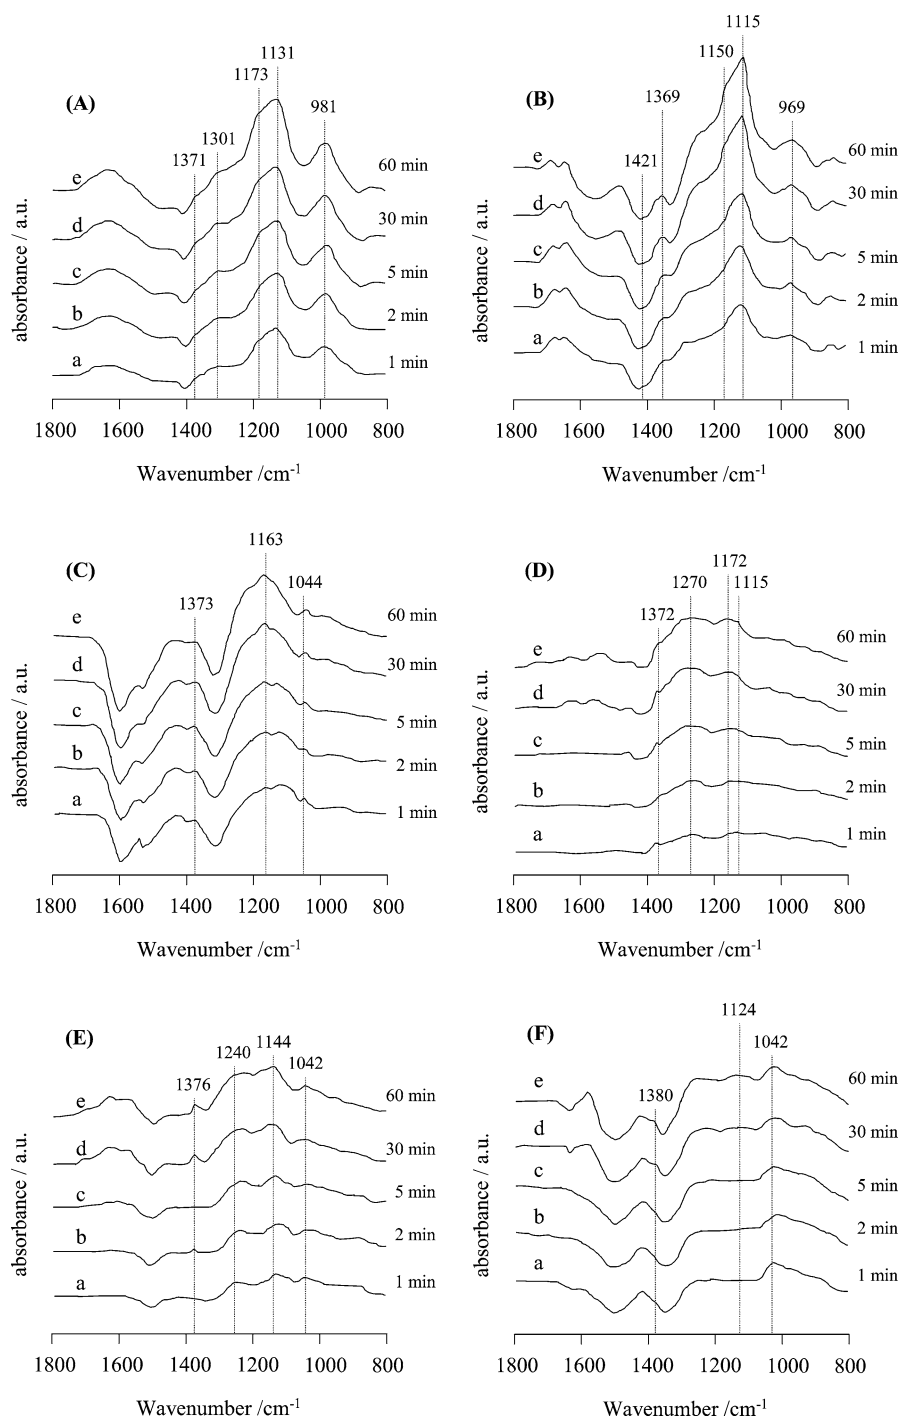 (A)
1131
1173
981
1301
1371
e
60 min
d
30 min
c
5 min
b
2 min
a
1 min
absorbance / a.u.
1800 1600 1400 1200 1000 800
Wavenumber /cm-1
(B)
1115
1150
1369
969
1421
e
60 min
d
30 min
c
5 min
b
2 min
a
1 min
absorbance / a.u.
1800 1600 1400 1200 1000 800
Wavenumber /cm-1
(C)
1163
1044
1373
e
60 min
d
30 min
c
5 min
b
2 min
a
1 min
absorbance / a.u.
1800 1600 1400 1200 1000 800
Wavenumber /cm-1
(D)
1172
1270
1115
1372
e
60 min
d
30 min
c
5 min
b
2 min
a
1 min
absorbance / a.u.
1800 1600 1400 1200 1000 800
Wavenumber /cm-1
(E)
1144
1240
1042
1376
e
60 min
d
30 min
c
5 min
b
2 min
a
1 min
absorbance / a.u.
1800 1600 1400 1200 1000 800
Wavenumber /cm-1
(F)
1124
1042
1380
e
60 min
d
30 min
c
5 min
b
2 min
a
1 min
absorbance / a.u.
1800 1600 1400 1200 1000 800
Wavenumber /cm-1